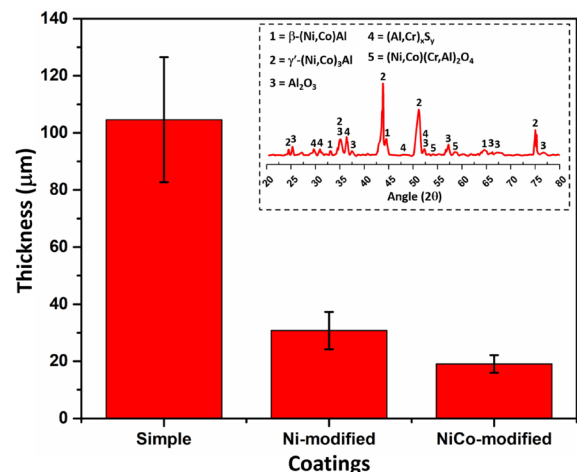 140
120
100
80
60
40
20
0
Thickness (μm)
Simple
Ni-modified
NiCo-modified
Coatings
1 = β-(Ni,Co)Al
2 = γ'-(Ni,Co)₃Al
3 = Al₂O₃
4 = (Al,Cr)ₓSᵧ
5 = (Ni,Co)(Cr,Al)₂O₄
2 3 4 4 1 2 3 4 3 2 1 4 2 4 3 5 3 5 1 3 3 2 3
20 25 30 35 40 45 50 55 60 65 70 75 80
Angle (2θ)